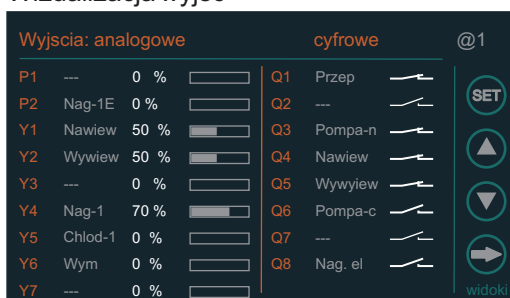 Wyjscia: analogowe cyfrowe @1
P1 --- 0 % Q1 Przep
P2 Nag-1E 0 % Q2 ---
Y1 Nawiew 50 % Q3 Pompa-n
Y2 Wywiew 50 % Q4 Nawiew
Y3 --- 0 % Q5 Wywyiew
Y4 Nag-1 70 % Q6 Pompa-c
Y5 Chlod-1 0 % Q7 ---
Y6 Wym 0 % Q8 Nag. el
Y7 --- 0 %
SET
widoki